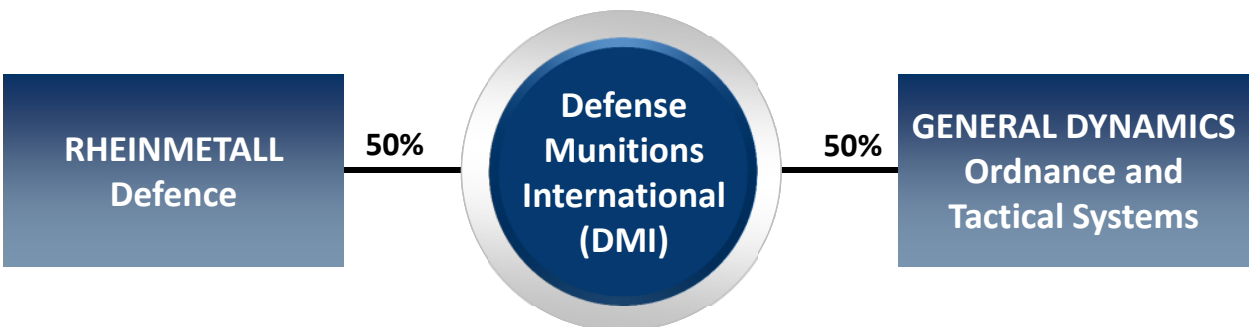 RHEINMETALL
Defence
50%
Defense
Munitions
International
(DMI)
50%
GENERAL DYNAMICS
Ordnance and
Tactical Systems